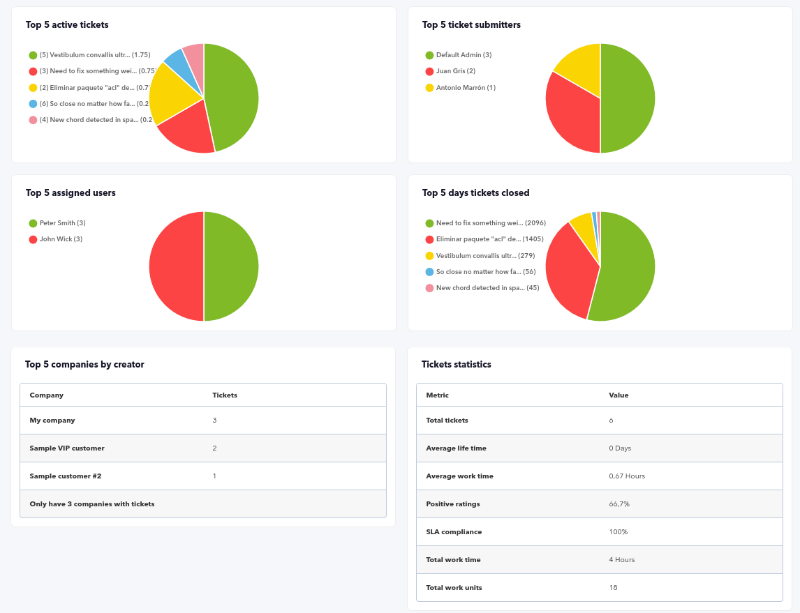 Top 5 active tickets
(5) Vestibulum convallis ultr... (1.75)
(3) Need to fix something wei... (0.75
(2) Eliminar paquete "acl" de... (0.7
(6) So close no matter how fa... (0.2
(4) New chord detected in spa... (0.2
Top 5 ticket submitters
Default Admin (3)
Juan Gris (2)
Antonio Marrón (1)
Top 5 assigned users
Peter Smith (3)
John Wick (3)
Top 5 days tickets closed
Need to fix something wei... (2096)
Eliminar paquete "acl" de... (1405)
Vestibulum convallis ultr... (279)
So close no matter how fa... (56)
New chord detected in spa... (45)
Top 5 companies by creator
Company Tickets
My company 3
Sample VIP customer 2
Sample customer #2 1
Only have 3 companies with tickets
Tickets statistics
Metric Value
Total tickets 6
Average life time 0 Days
Average work time 0.67 Hours
Positive ratings 66.7%
SLA compliance 100%
Total work time 4 Hours
Total work units 18